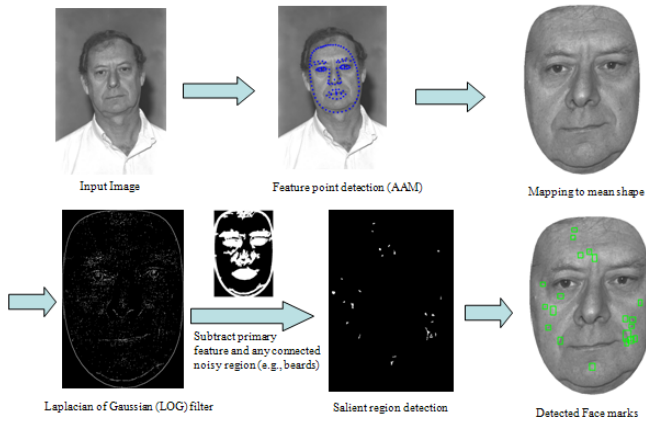 Input Image
Feature point detection (AAM)
Mapping to mean shape
Subtract primary
feature and any connected
noisy region (e.g., beards)
Laplacian of Gaussian (LOG) filter
Salient region detection
Detected Face marks